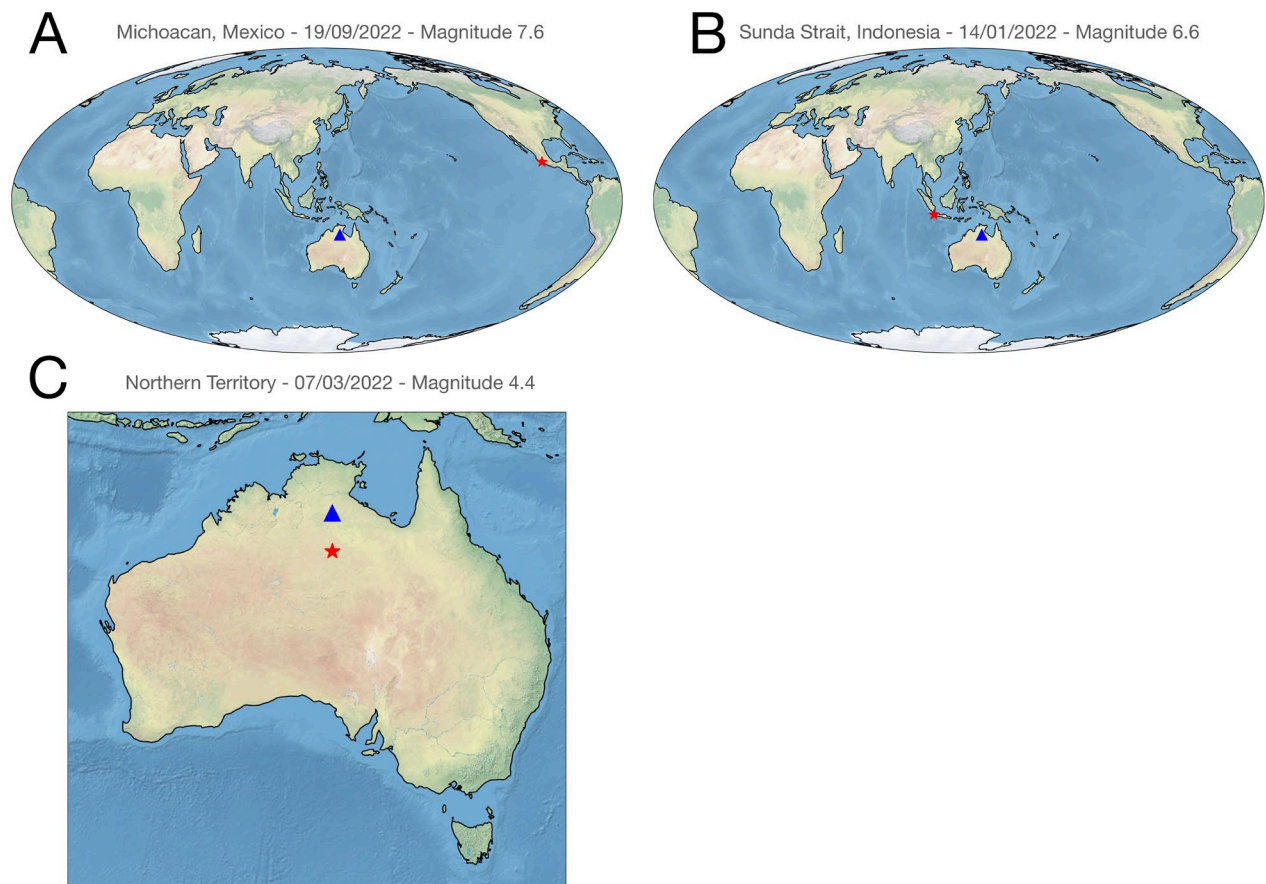 A
Michoacan, Mexico - 19/09/2022 - Magnitude 7.6
B
Sunda Strait, Indonesia - 14/01/2022 - Magnitude 6.6
C
Northern Territory - 07/03/2022 - Magnitude 4.4